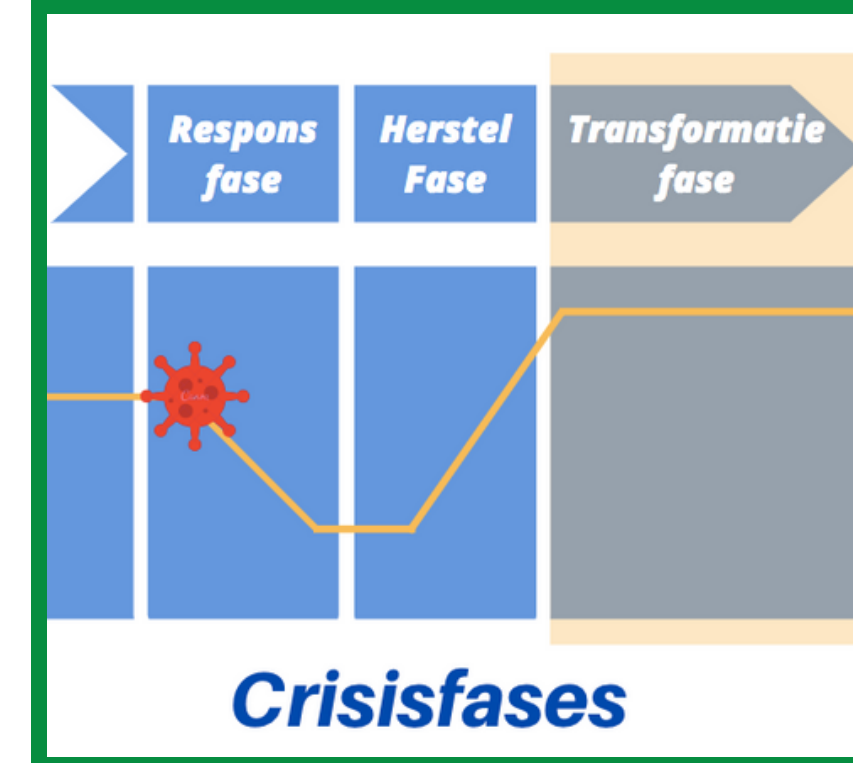 Respons
fase
Herstel
Fase
Transformatie
fase
Crisisfases